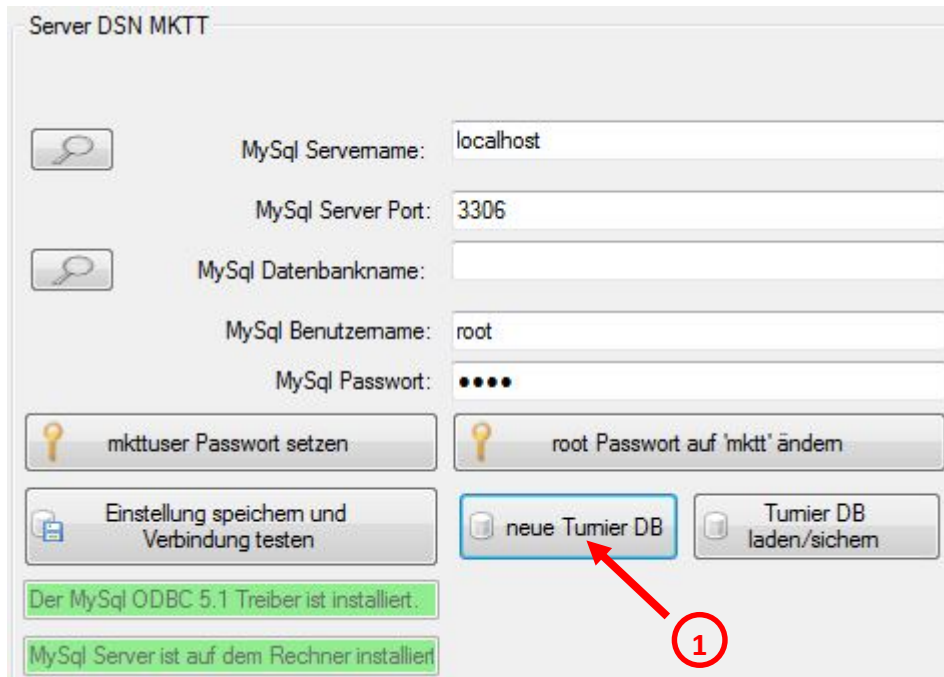 Server DSN MKTT
MySql Servername:
localhost
MySql Server Port:
3306
MySql Datenbankname:
MySql Benutzername:
root
MySql Passwort:
••••
mkttuser Passwort setzen
root Passwort auf 'mktt' ändern
Einstellung speichern und
Verbindung testen
neue Turnier DB
Turnier DB
laden/sichern
Der MySql ODBC 5.1 Treiber ist installiert.
MySql Server ist auf dem Rechner installiert
1